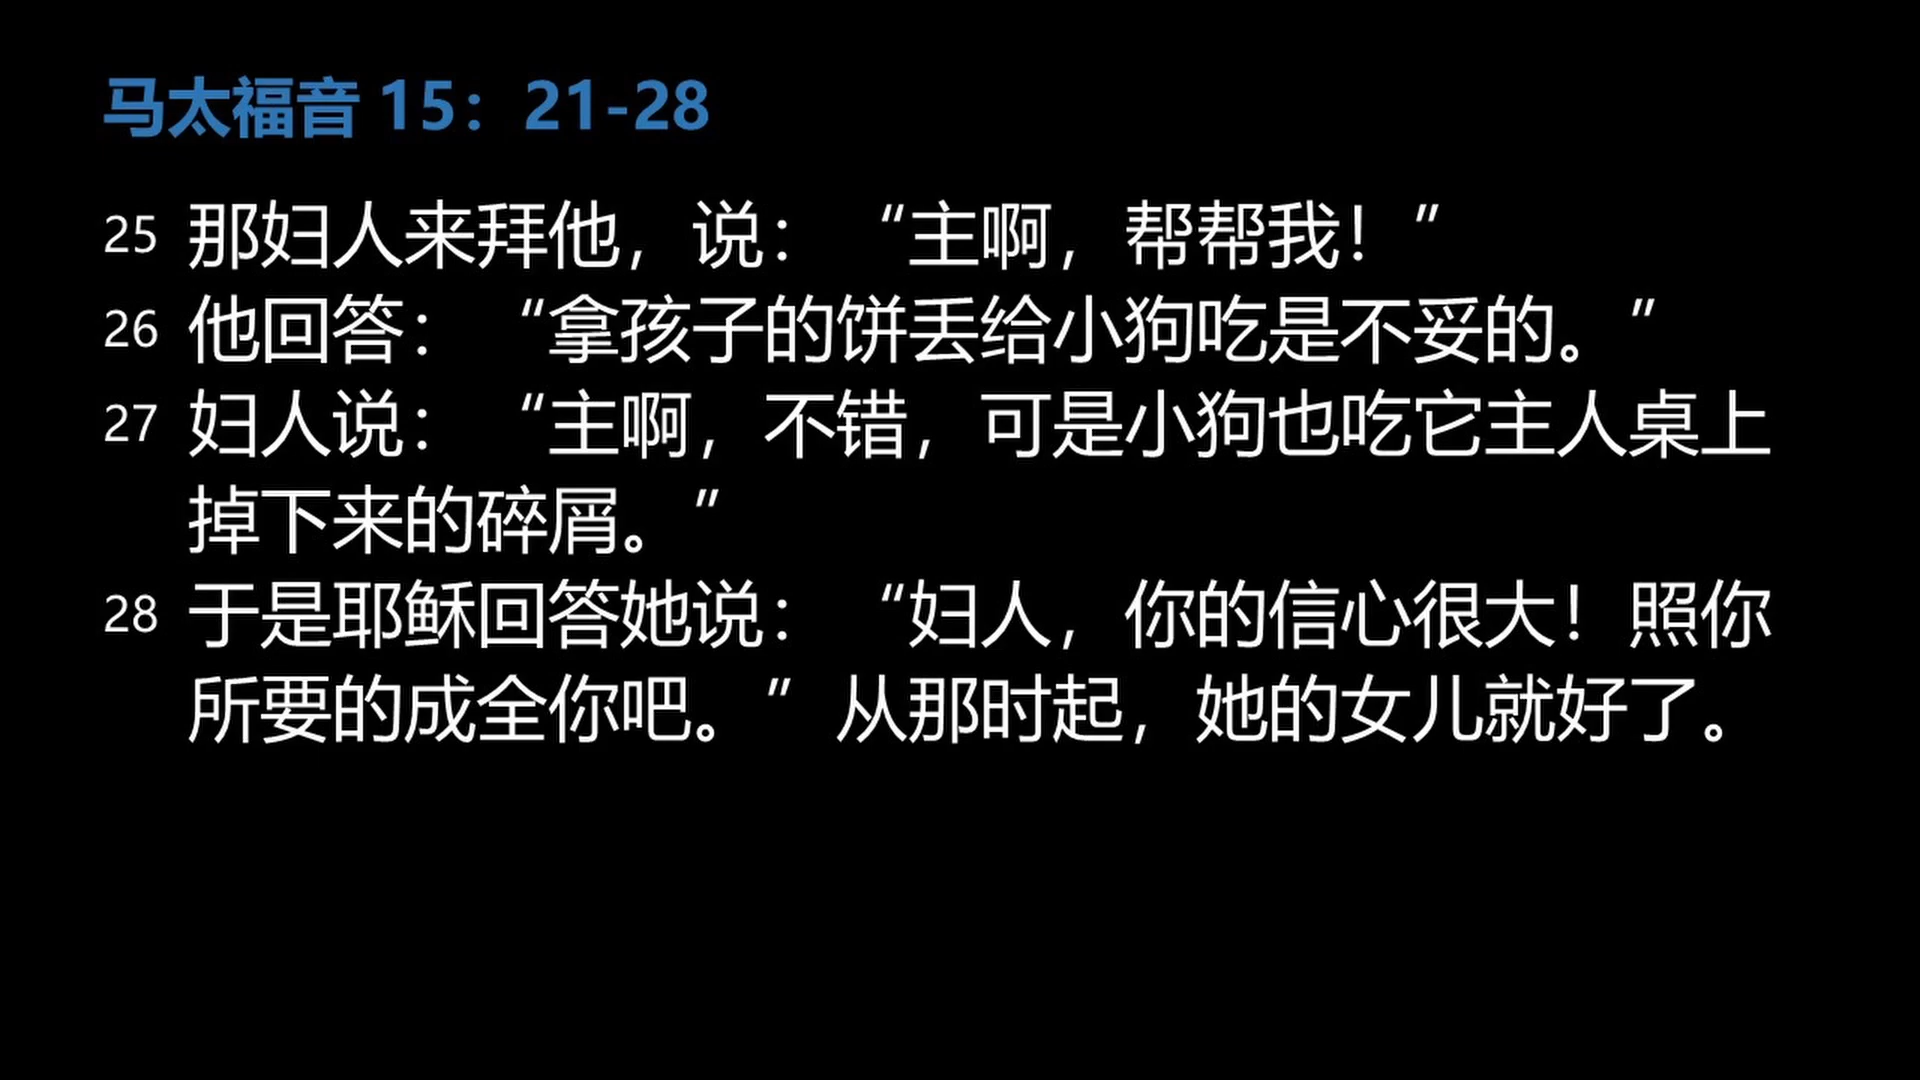 马太福音 15：21-28
25 那妇人来拜他，说：“主啊，帮帮我！”
26 他回答：“拿孩子的饼丢给小狗吃是不妥的。”
27 妇人说：“主啊，不错，可是小狗也吃它主人桌上
掉下来的碎屑。”
28 于是耶稣回答她说：“妇人，你的信心很大！照你
所要的成全你吧。”从那时起，她的女儿就好了。